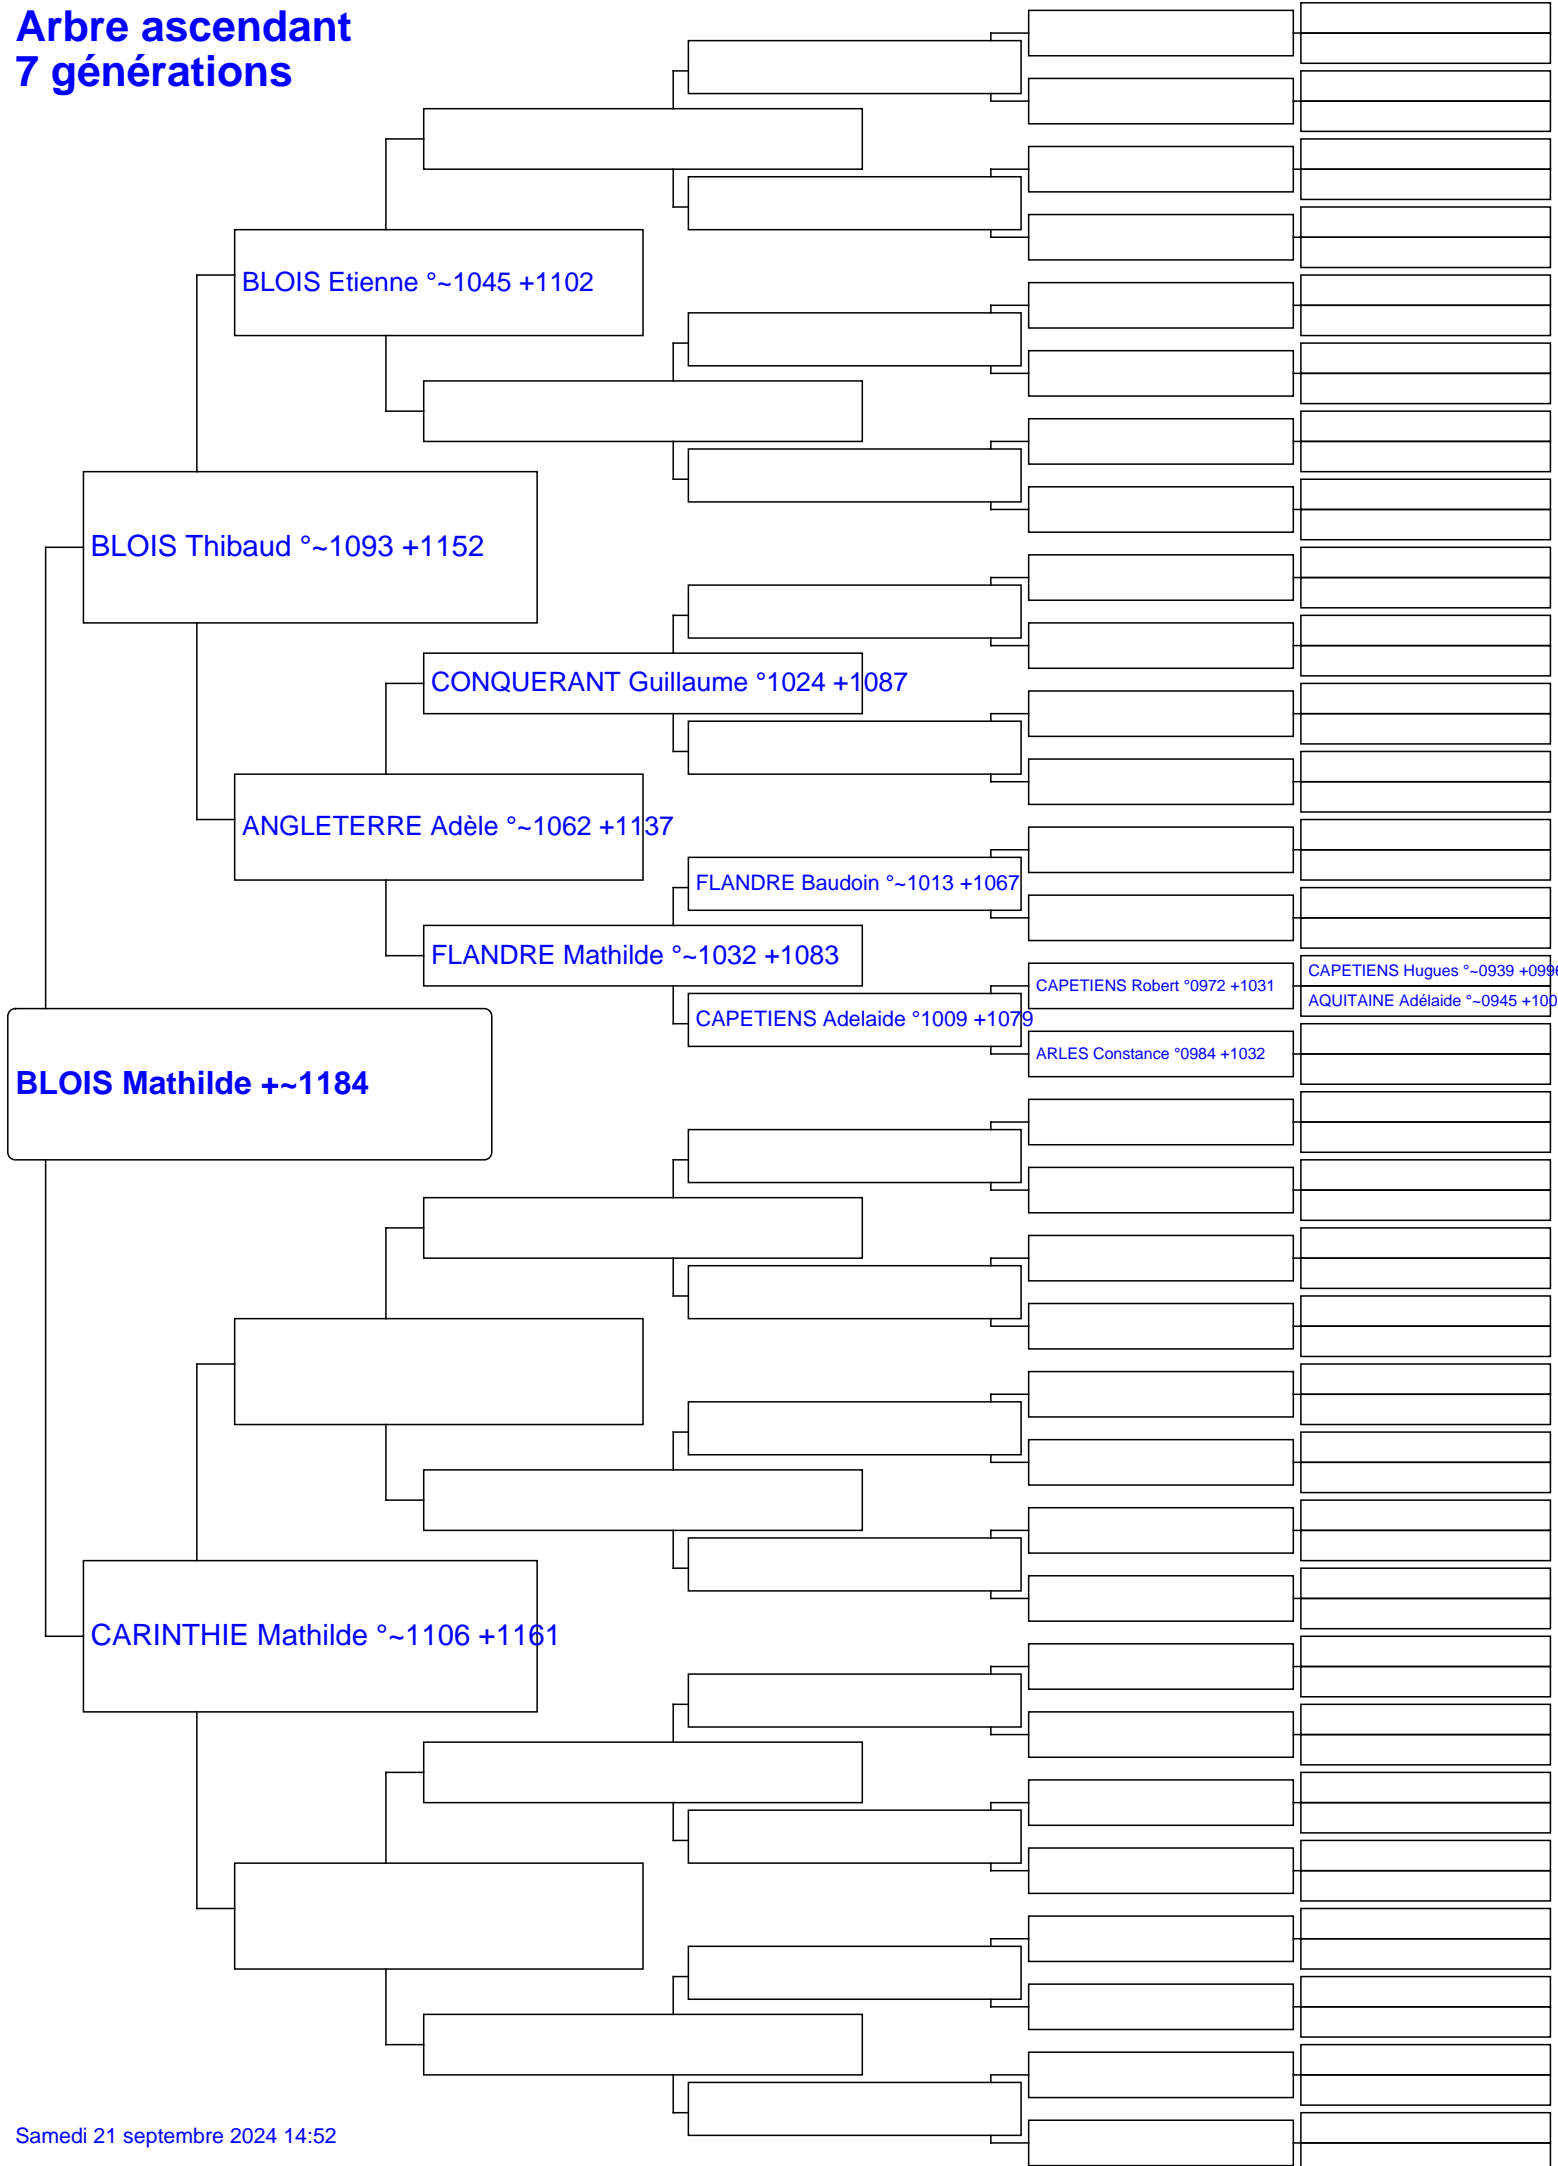 Arbre ascendant
7 générations
BLOIS Etienne °~1045 +1102
BLOIS Thibaud °~1093 +1152
CONQUERANT Guillaume °1024 +1087
ANGLETERRE Adèle °~1062 +1137
FLANDRE Baudoin °~1013 +1067
FLANDRE Mathilde °~1032 +1083
CAPETIENS Hugues °~0939 +0996
CAPETIENS Robert °0972 +1031
AQUITAINE Adélaide °~0945 +100
CAPETIENS Adelaide °1009 +1079
ARLES Constance °0984 +1032
BLOIS Mathilde +~1184
CARINTHIE Mathilde °~1106 +1161
Samedi 21 septembre 2024 14:52